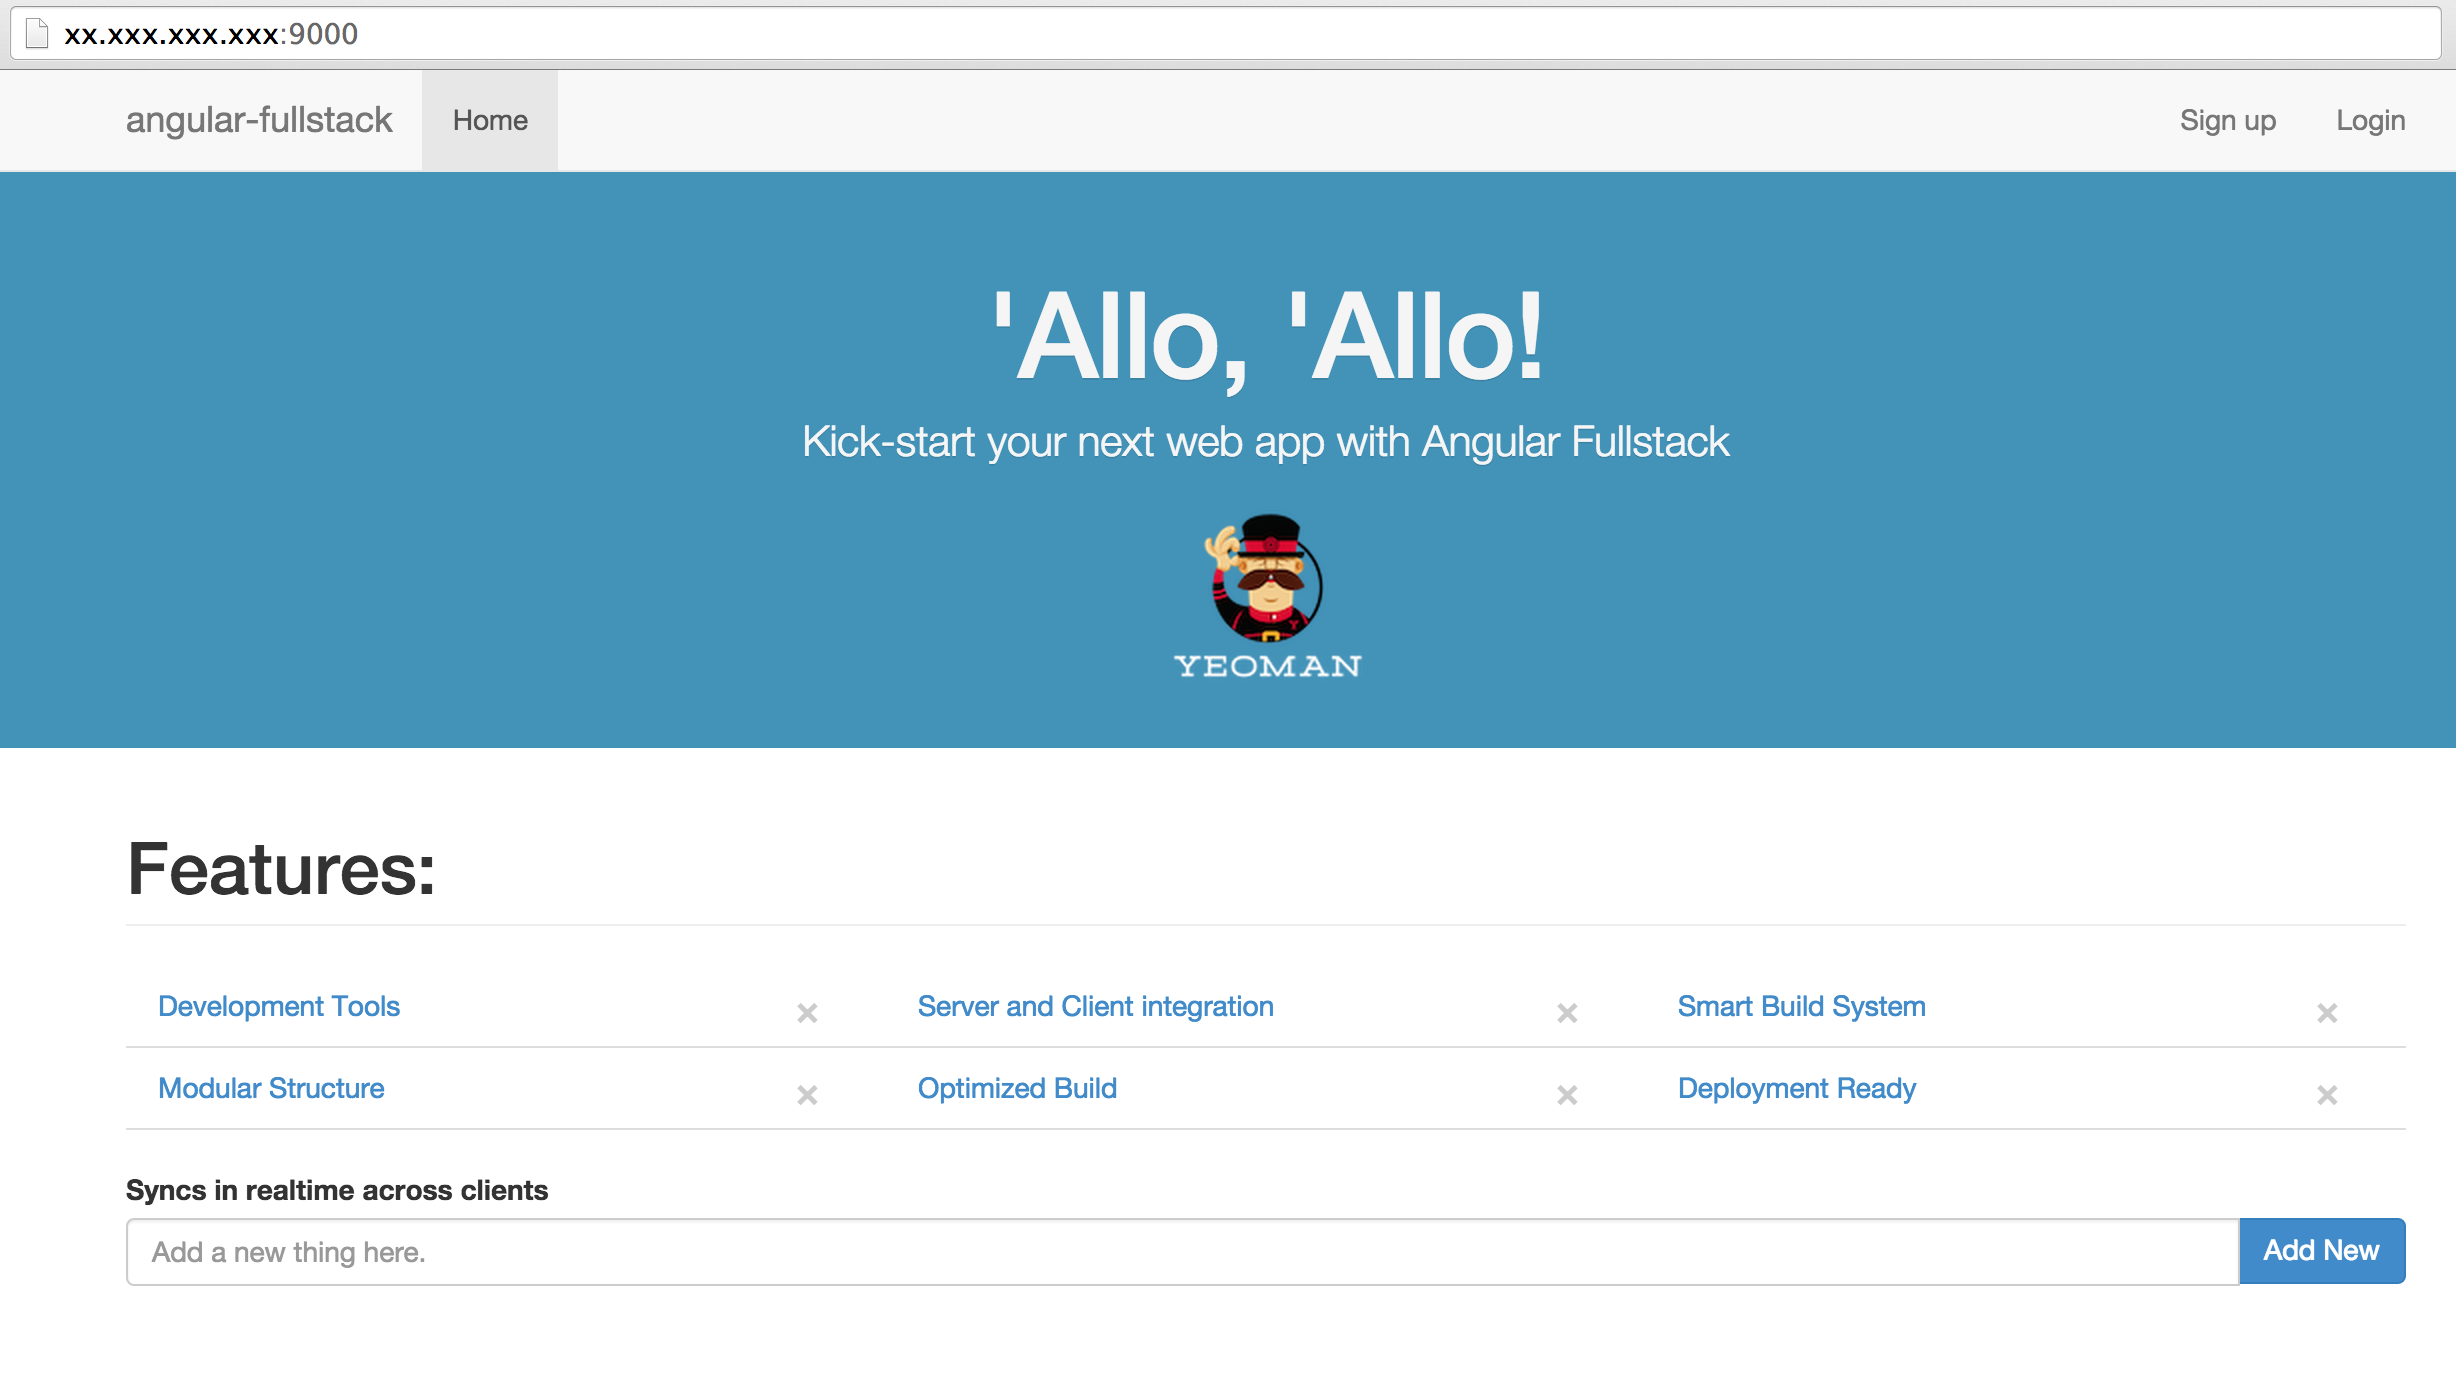 xx.xxx.xxx.xxx:9000
angular-fullstack Home Sign up Login
'Allo, 'Allo!
Kick-start your next web app with Angular Fullstack
YEOMAN
Features:
Development Tools × Server and Client integration × Smart Build System ×
Modular Structure × Optimized Build × Deployment Ready ×
Syncs in realtime across clients
Add a new thing here. Add New